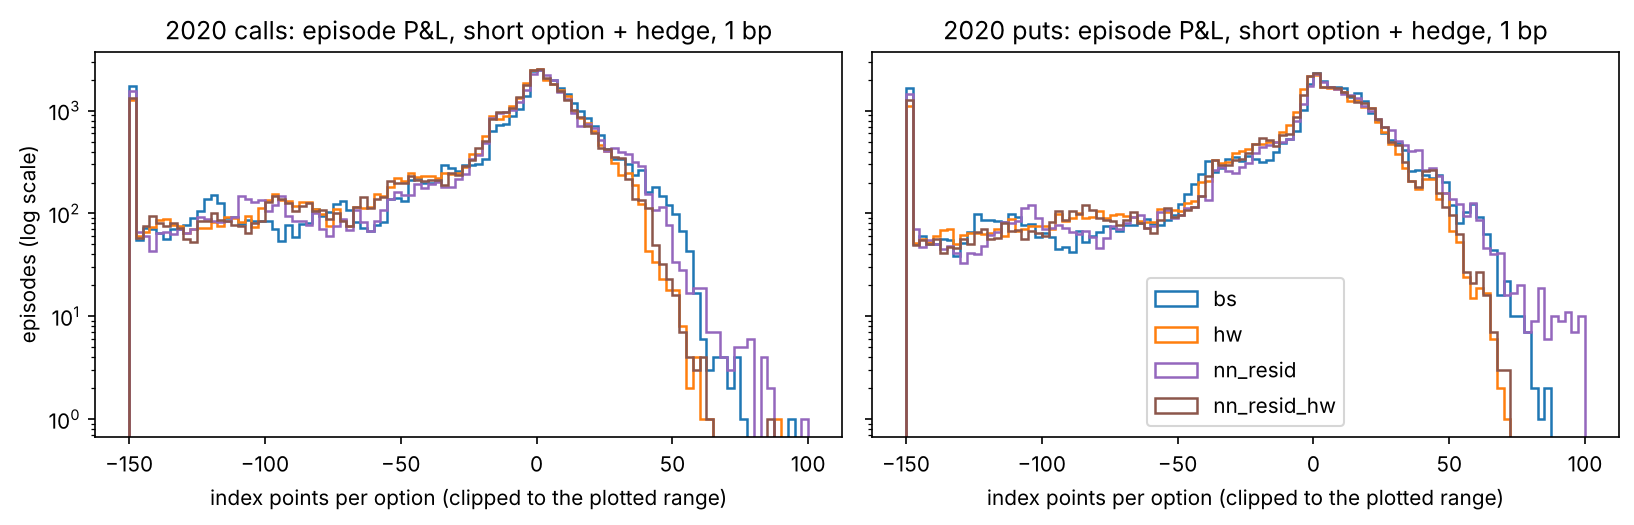 2020 calls: episode P&L, short option + hedge, 1 bp
episodes (log scale)
10³
10²
10¹
10⁰
−150
−100
−50
0
50
100
index points per option (clipped to the plotted range)
2020 puts: episode P&L, short option + hedge, 1 bp
bs
hw
nn_resid
nn_resid_hw
−150
−100
−50
0
50
100
index points per option (clipped to the plotted range)